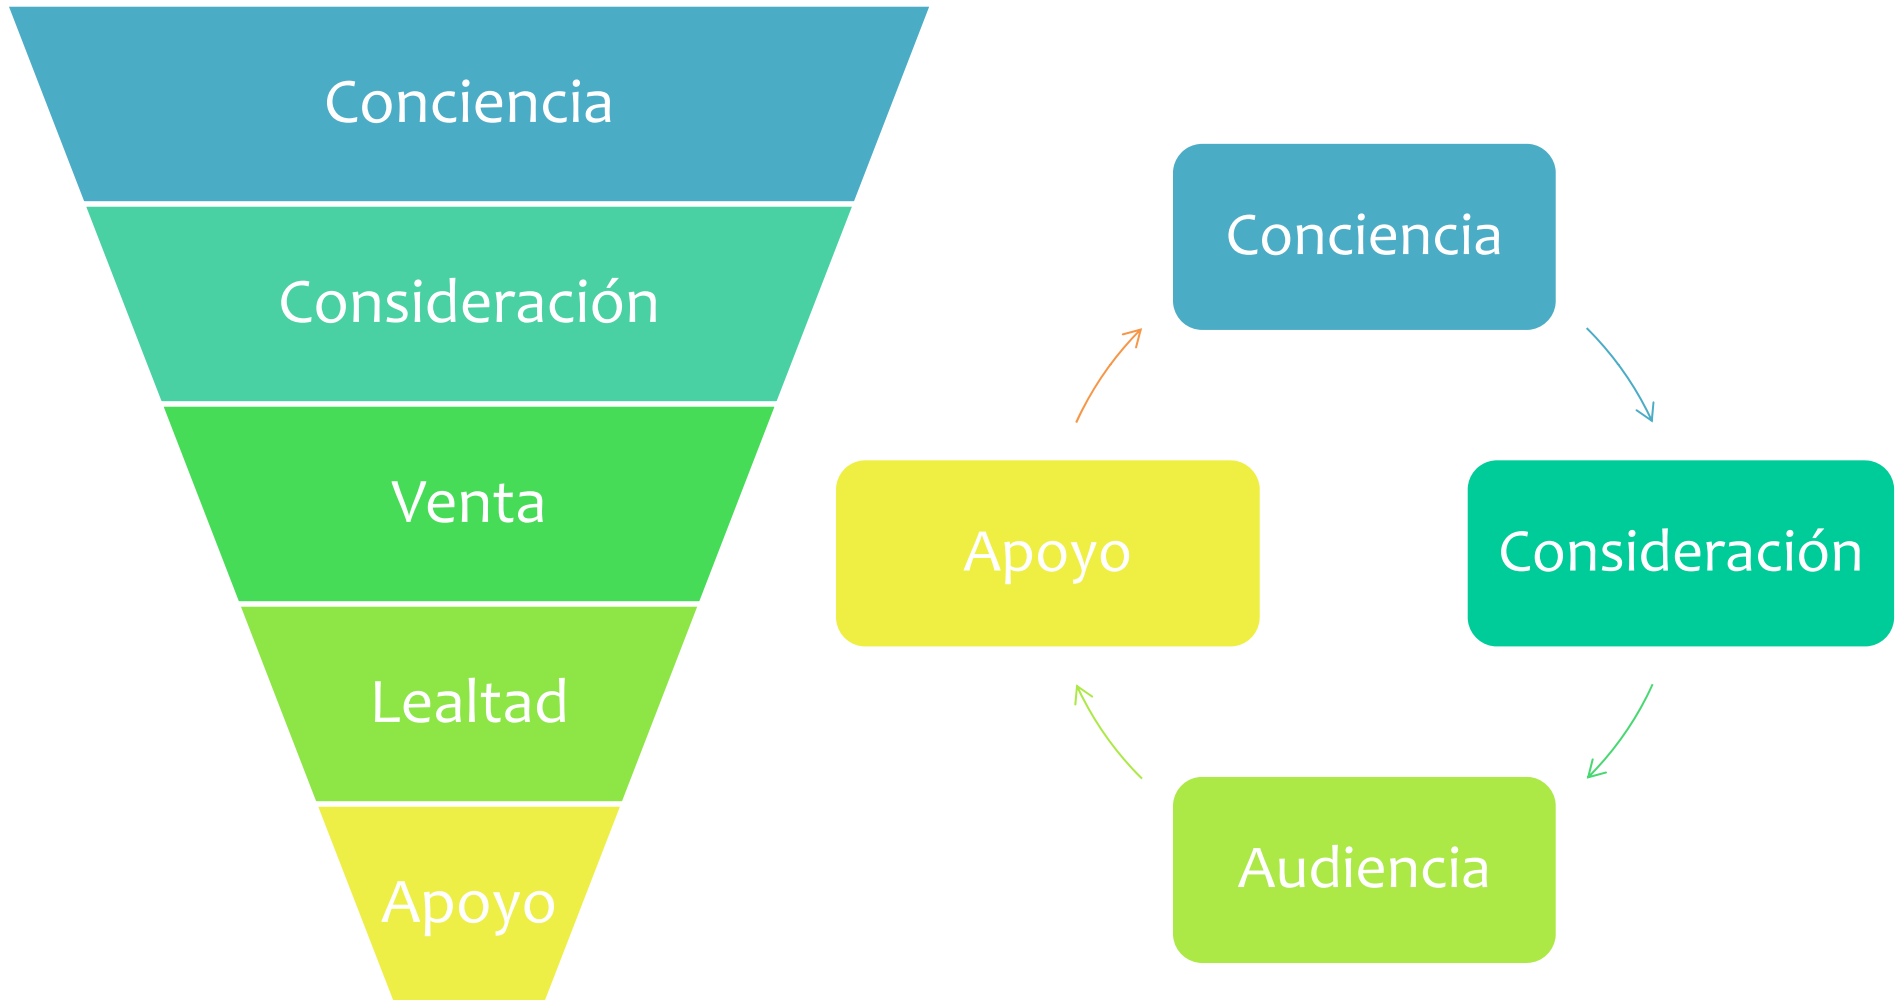 Conciencia
Consideración
Venta
Lealtad
Apoyo
Conciencia
Consideración
Audiencia
Apoyo